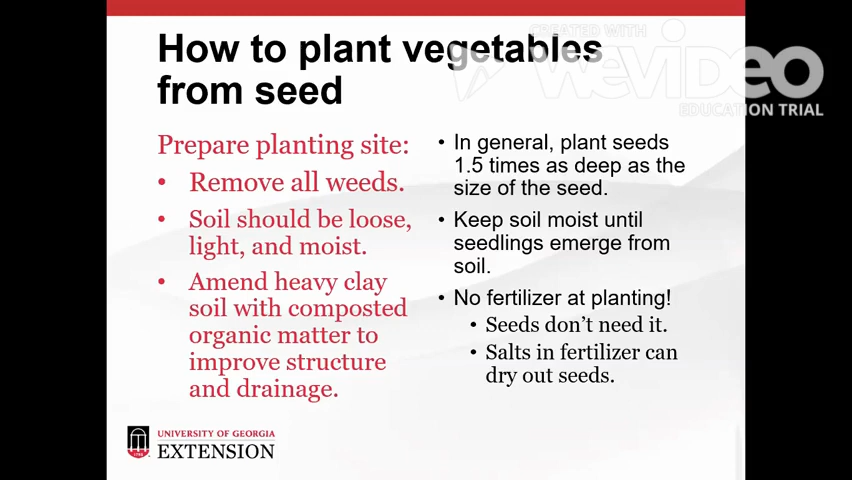 CREATED WITH
WeVideo
EDUCATION TRIAL
How to plant vegetables
from seed
Prepare planting site:
• Remove all weeds.
• Soil should be loose,
light, and moist.
• Amend heavy clay
soil with composted
organic matter to
improve structure
and drainage.
• In general, plant seeds
1.5 times as deep as the
size of the seed.
• Keep soil moist until
seedlings emerge from
soil.
• No fertilizer at planting!
• Seeds don’t need it.
• Salts in fertilizer can
dry out seeds.
UNIVERSITY OF GEORGIA
EXTENSION